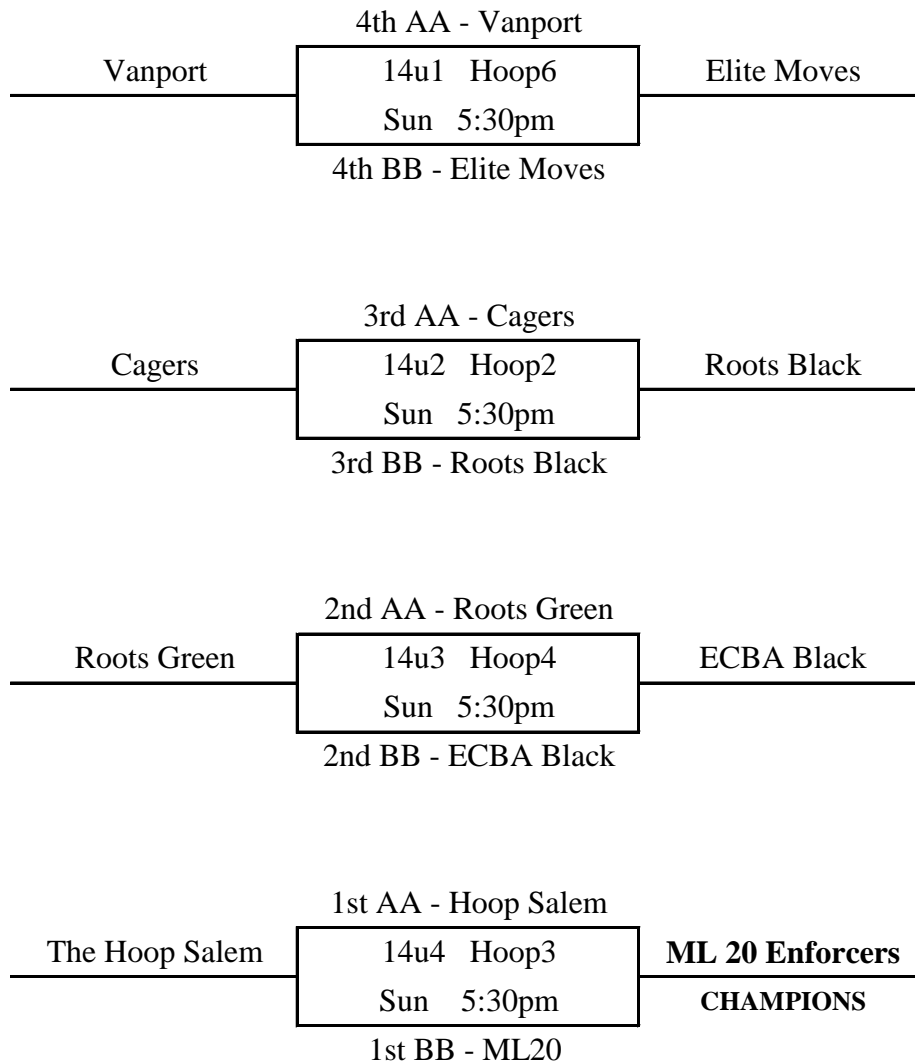 4th AA - Vanport
Vanport 14u1 Hoop6 Elite Moves
Sun 5:30pm
4th BB - Elite Moves
3rd AA - Cagers
Cagers 14u2 Hoop2 Roots Black
Sun 5:30pm
3rd BB - Roots Black
2nd AA - Roots Green
Roots Green 14u3 Hoop4 ECBA Black
Sun 5:30pm
2nd BB - ECBA Black
1st AA - Hoop Salem
The Hoop Salem 14u4 Hoop3 ML 20 Enforcers
Sun 5:30pm CHAMPIONS
1st BB - ML20